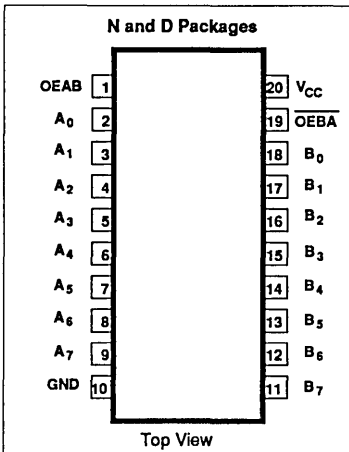 N and D Packages
OEAB 1 20 VCC
A0 2 19 OEBA
A1 3 18 B0
A2 4 17 B1
A3 5 16 B2
A4 6 15 B3
A5 7 14 B4
A6 8 13 B5
A7 9 12 B6
GND 10 11 B7
Top View